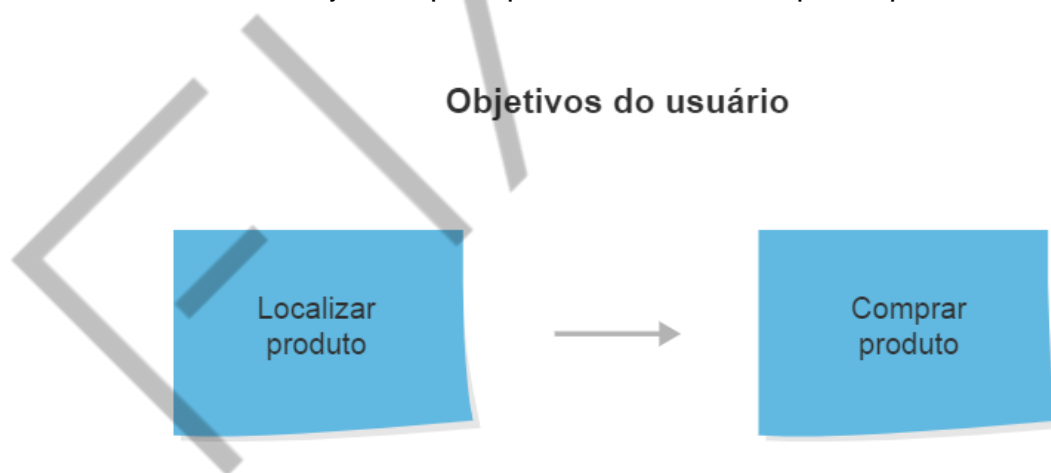 Objetivos do usuário
Localizar
produto
Comprar
produto